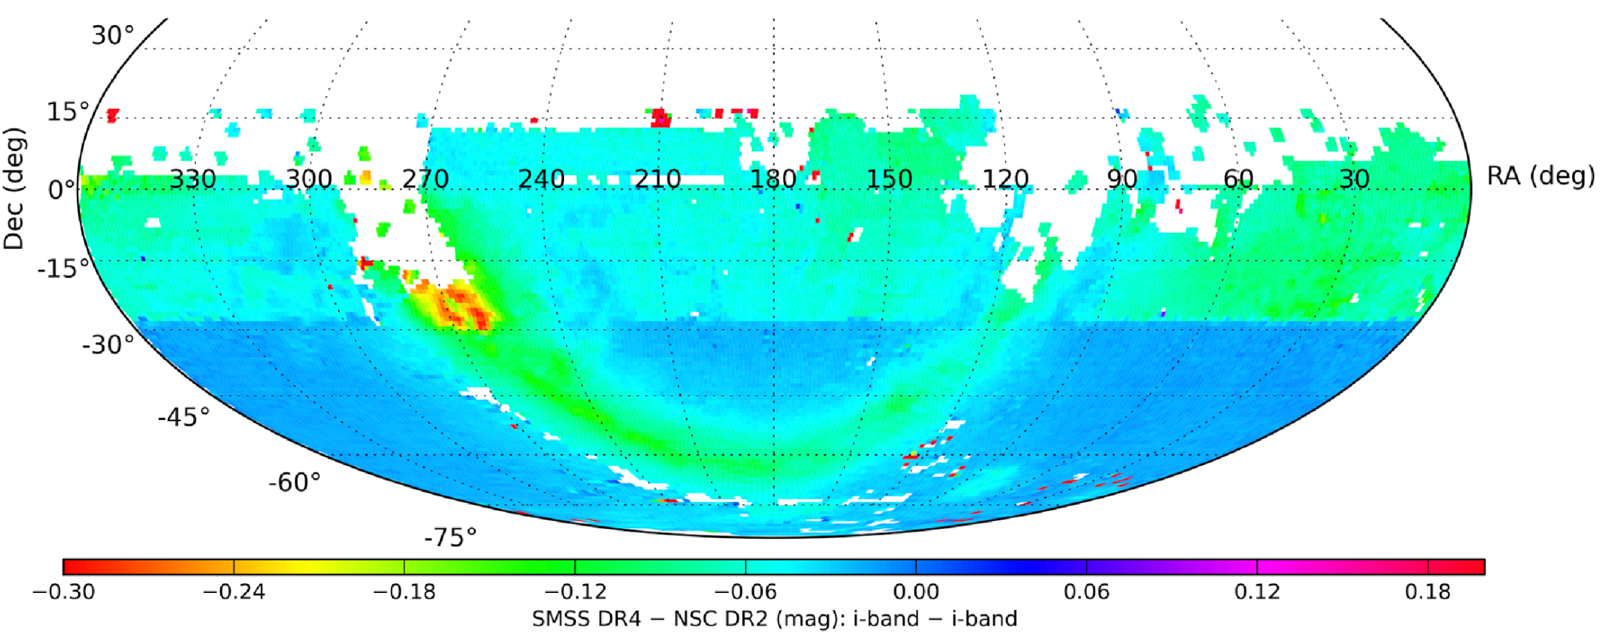 30°
15°
0°
-15°
-30°
-45°
-60°
-75°
Dec (deg)
330 300 270 240 210 180 150 120 90 60 30
RA (deg)
−0.30 −0.24 −0.18 −0.12 −0.06 0.00 0.06 0.12 0.18
SMSS DR4 − NSC DR2 (mag): i-band − i-band